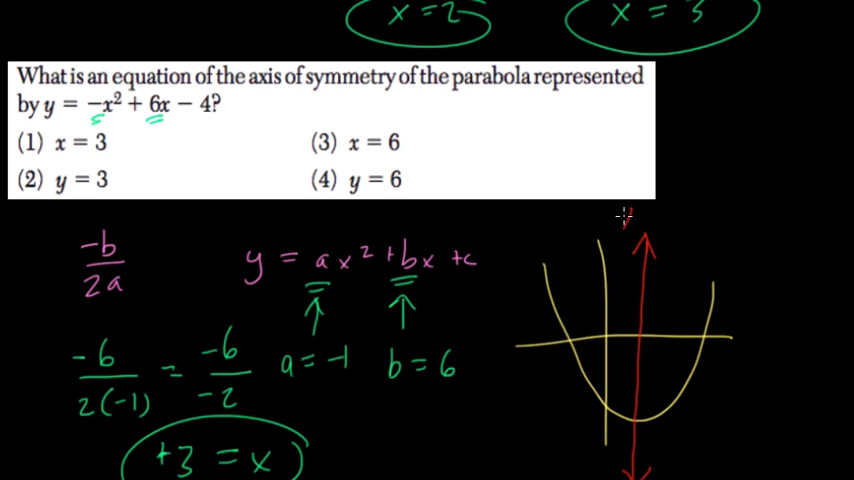 x = 2 x = 3
What is an equation of the axis of symmetry of the parabola represented
by y = −x² + 6x − 4?
(1) x = 3 (3) x = 6
(2) y = 3 (4) y = 6
-b/2a y = ax² + bx + c
-6/2(-1) = -6/-2 a = -1 b = 6
+3 = x